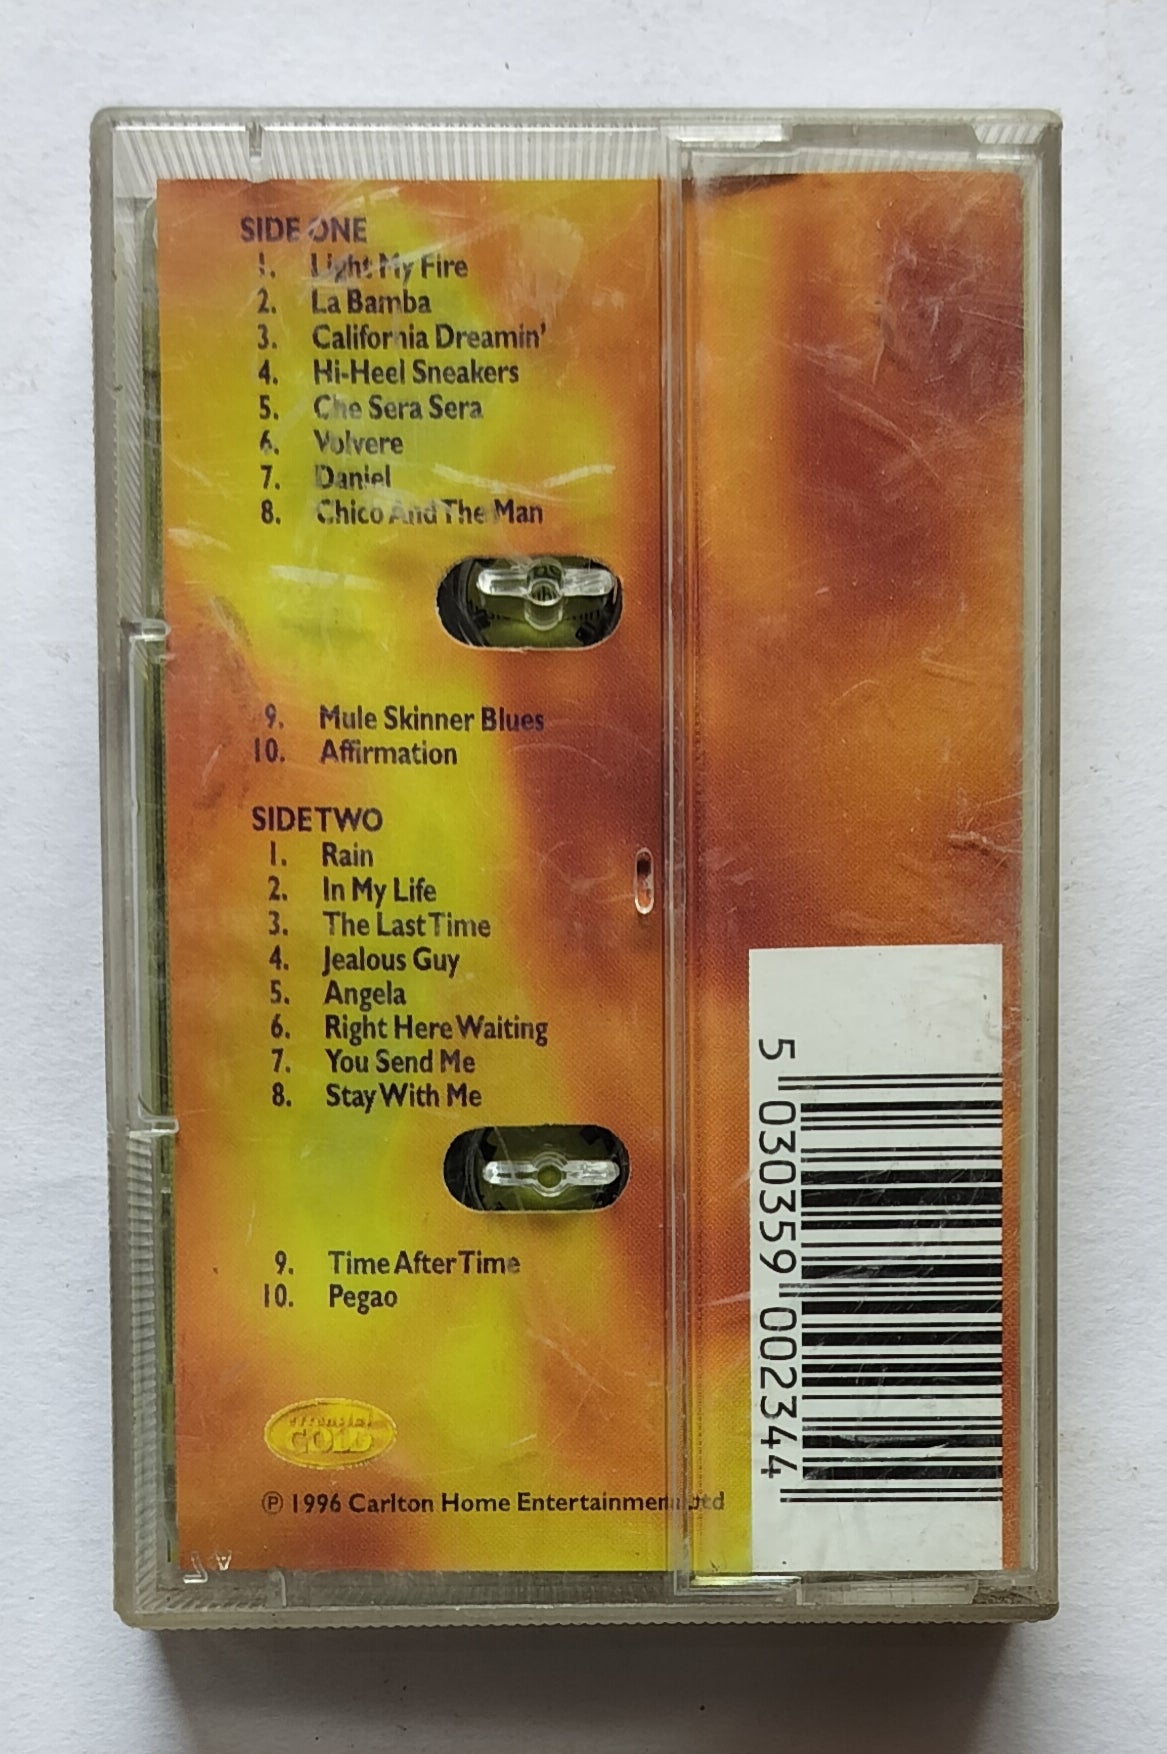 SIDE ONE
1. Light My Fire
2. La Bamba
3. California Dreamin'
4. Hi-Heel Sneakers
5. Che Sera Sera
6. Volvere
7. Daniel
8. Chico And The Man
9. Mule Skinner Blues
10. Affirmation
SIDE TWO
1. Rain
2. In My Life
3. The Last Time
4. Jealous Guy
5. Angela
6. Right Here Waiting
7. You Send Me
8. Stay With Me
9. Time After Time
10. Pegao
GOLD
℗ 1996 Carlton Home Entertainment Ltd
5 030359 002344